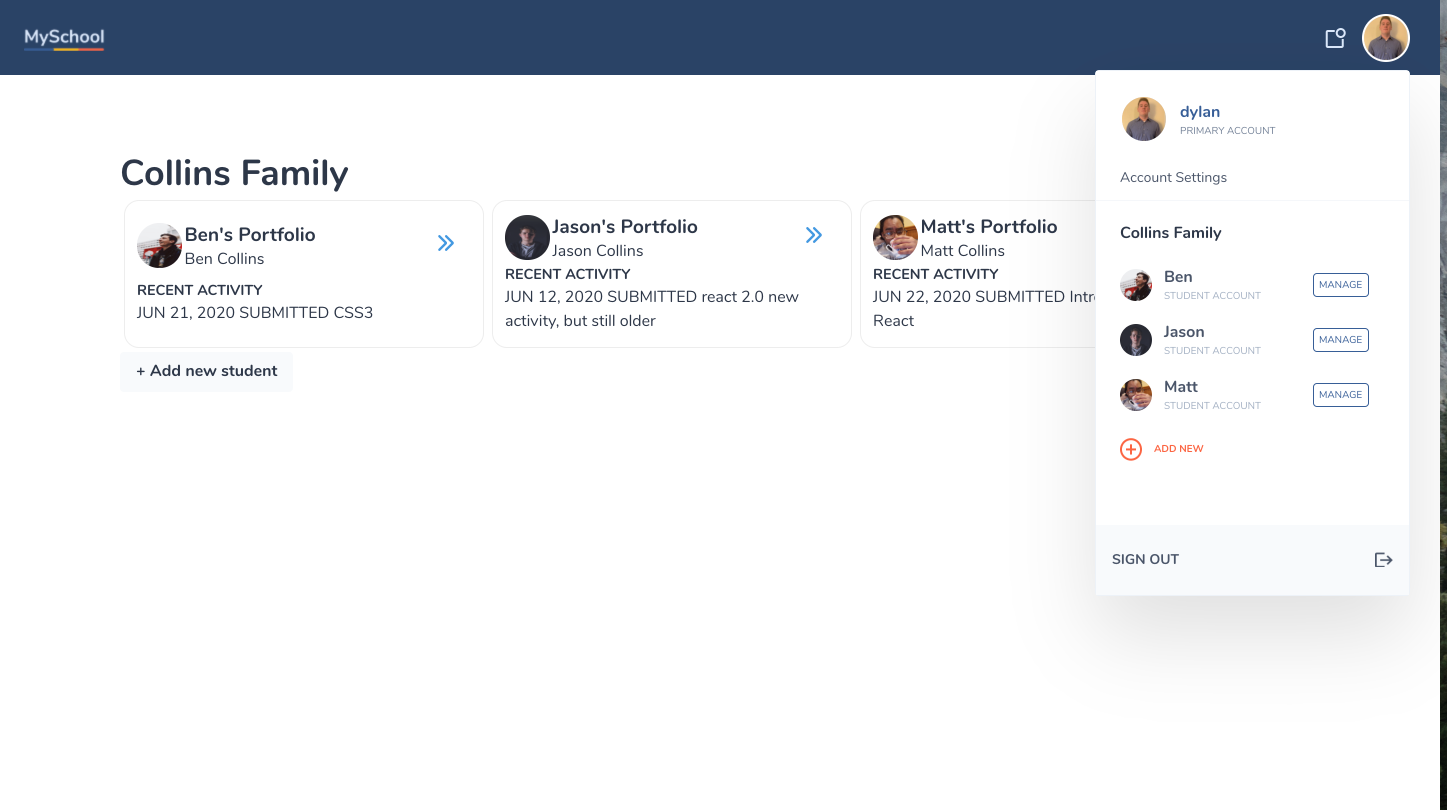 MySchool
Collins Family
Ben's Portfolio
Ben Collins
RECENT ACTIVITY
JUN 21, 2020 SUBMITTED CSS3
Jason's Portfolio
Jason Collins
RECENT ACTIVITY
JUN 12, 2020 SUBMITTED react 2.0 new
activity, but still older
Matt's Portfolio
Matt Collins
RECENT ACTIVITY
JUN 22, 2020 SUBMITTED
React
+ Add new student
dylan
PRIMARY ACCOUNT
Account Settings
Collins Family
Ben
STUDENT ACCOUNT
MANAGE
Jason
STUDENT ACCOUNT
MANAGE
Matt
STUDENT ACCOUNT
MANAGE
ADD NEW
SIGN OUT